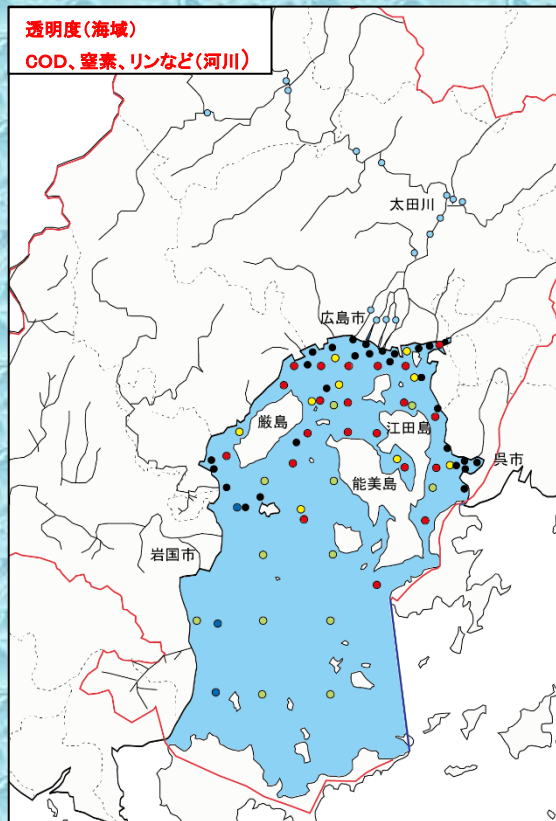 透明度(海域)
COD、窒素、リンなど(河川)
太田川
広島市
厳島
江田島
呉市
能美島
岩国市